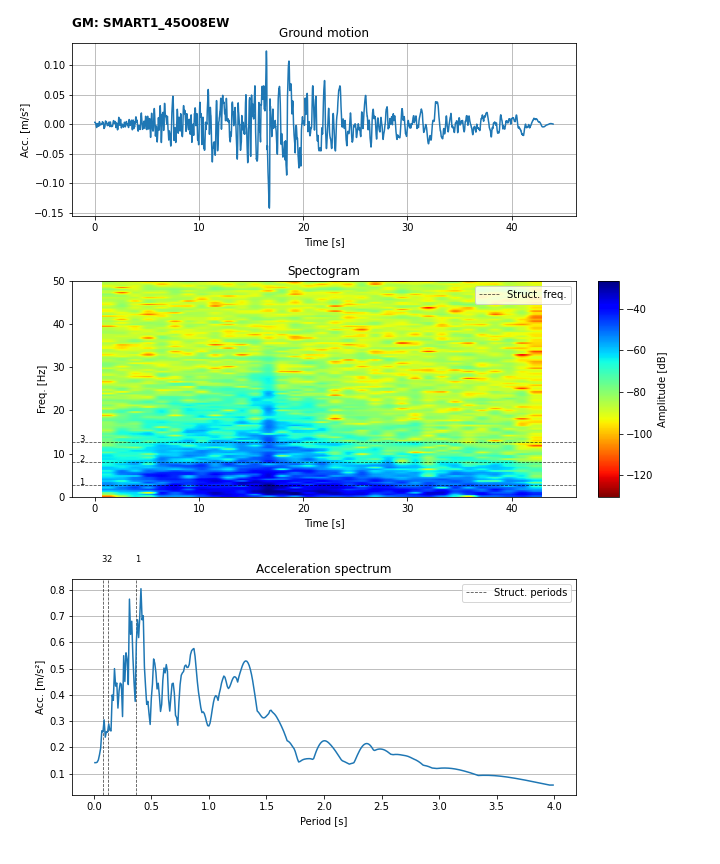 GM: SMART1_45O08EW
Ground motion
0.10
0.05
0.00
−0.05
−0.10
−0.15
Acc. [m/s²]
0 10 20 30 40
Time [s]
Spectogram
Struct. freq.
50
40
30
20
10
0
Freq. [Hz]
3
2
1
0 10 20 30 40
Time [s]
−40
−60
−80
−100
−120
Amplitude [dB]
32 1
Acceleration spectrum
Struct. periods
0.8
0.7
0.6
0.5
0.4
0.3
0.2
0.1
Acc. [m/s²]
0.0 0.5 1.0 1.5 2.0 2.5 3.0 3.5 4.0
Period [s]